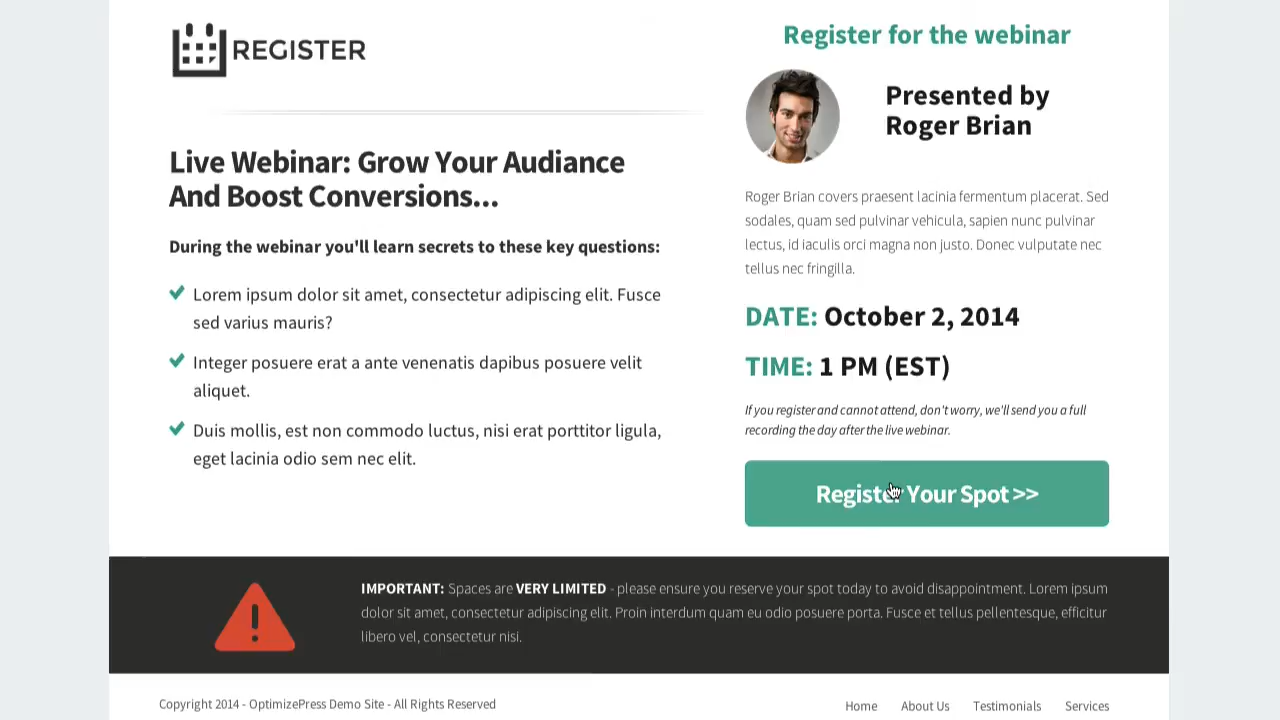 REGISTER
Live Webinar: Grow Your Audiance
And Boost Conversions...
During the webinar you'll learn secrets to these key questions:
Lorem ipsum dolor sit amet, consectetur adipiscing elit. Fusce
sed varius mauris?
Integer posuere erat a ante venenatis dapibus posuere velit
aliquet.
Duis mollis, est non commodo luctus, nisi erat porttitor ligula,
eget lacinia odio sem nec elit.
Register for the webinar
Presented by
Roger Brian
Roger Brian covers praesent lacinia fermentum placerat. Sed
sodales, quam sed pulvinar vehicula, sapien nunc pulvinar
lectus, id iaculis orci magna non justo. Donec vulputate nec
tellus nec fringilla.
DATE: October 2, 2014
TIME: 1 PM (EST)
If you register and cannot attend, don't worry, we'll send you a full
recording the day after the live webinar.
Register Your Spot >>
IMPORTANT: Spaces are VERY LIMITED - please ensure you reserve your spot today to avoid disappointment. Lorem ipsum
dolor sit amet, consectetur adipiscing elit. Proin interdum quam eu odio posuere porta. Fusce et tellus pellentesque, efficitur
libero vel, consectetur nisi.
Copyright 2014 - OptimizePress Demo Site - All Rights Reserved
Home About Us Testimonials Services